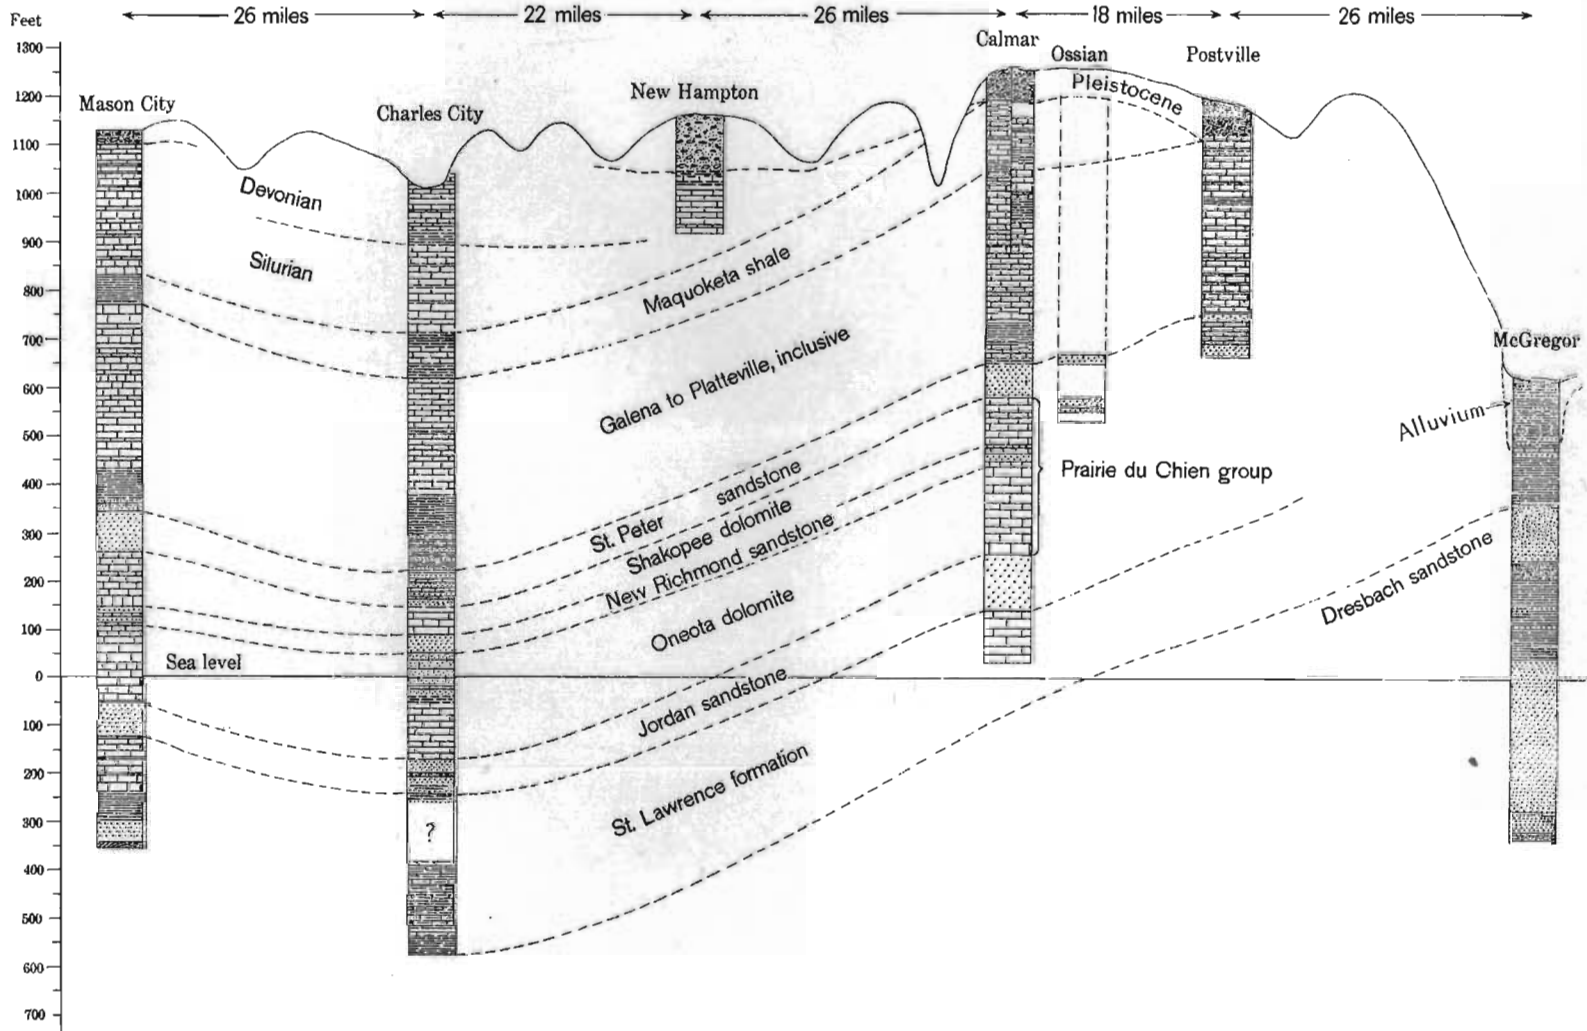 Feet
26 miles
22 miles
26 miles
18 miles
26 miles
1300
1200
1100
1000
900
800
700
600
500
400
300
200
100
0
100
200
300
400
500
600
700
Mason City
Charles City
New Hampton
Calmar
Ossian
Postville
McGregor
Pleistocene
Devonian
Silurian
Maquoketa shale
Galena to Platteville, inclusive
St. Peter sandstone
Shakopee dolomite
New Richmond sandstone
Oneota dolomite
Jordan sandstone
St. Lawrence formation
Prairie du Chien group
Alluvium
Dresbach sandstone
Sea level
?